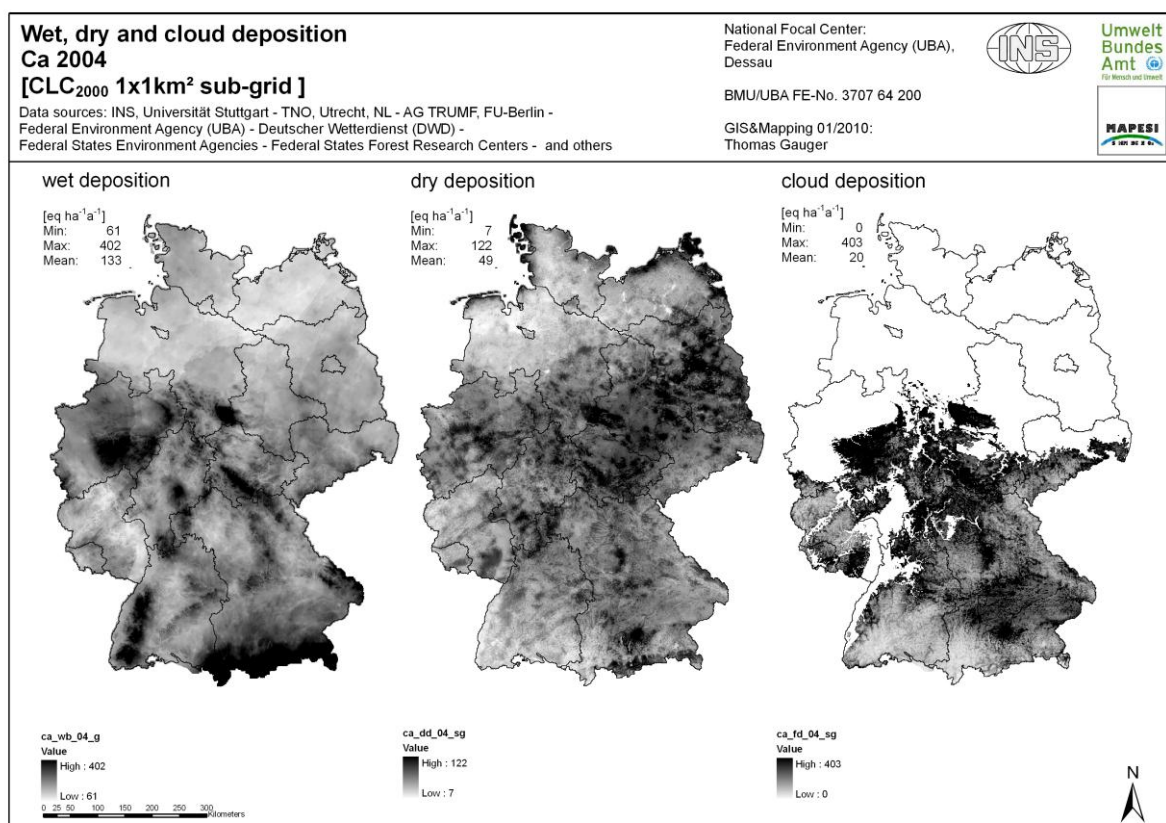 Wet, dry and cloud deposition
Ca 2004
[CLC2000 1x1km² sub-grid ]
Data sources: INS, Universität Stuttgart - TNO, Utrecht, NL - AG TRUMF, FU-Berlin -
Federal Environment Agency (UBA) - Deutscher Wetterdienst (DWD) -
Federal States Environment Agencies - Federal States Forest Research Centers -  and others
National Focal Center:
Federal Environment Agency (UBA),
Dessau
BMU/UBA FE-No. 3707 64 200
GIS&Mapping 01/2010:
Thomas Gauger
INS
Umwelt
Bundes
Amt
Für Mensch und Umwelt
MAPESI
wet deposition
[eq ha⁻¹a⁻¹]
Min: 61
Max: 402
Mean: 133
dry deposition
[eq ha⁻¹a⁻¹]
Min: 7
Max: 122
Mean: 49
cloud deposition
[eq ha⁻¹a⁻¹]
Min: 0
Max: 403
Mean: 20
ca_wb_04_g
Value
High : 402
Low : 61
0 25 50 100 150 200 250 300
Kilometers
ca_dd_04_sg
Value
High : 122
Low : 7
ca_fd_04_sg
Value
High : 403
Low : 0
N